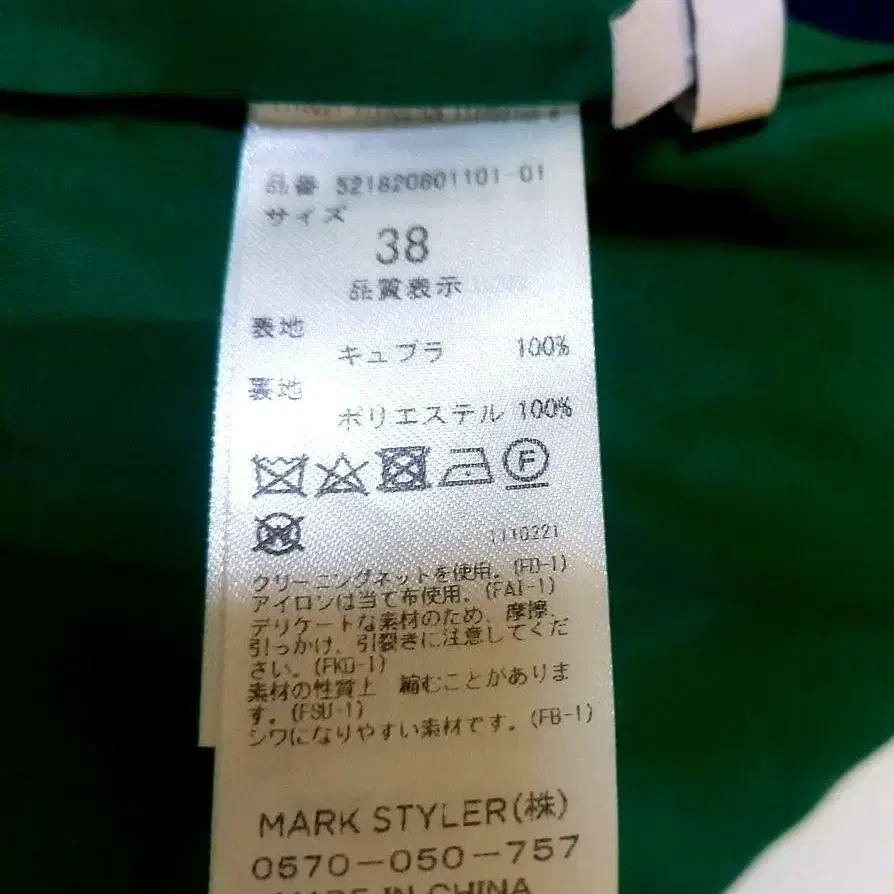 品番 521820801101-01
サイズ
38
品質表示
表地
キュプラ 100%
裏地
ポリエステル 100%
F
W
1110221
クリーニングネットを使用。(FD-1)
アイロンは当て布使用。(FAI-1)
デリケートな素材のため、摩擦、
引っかけ、引裂きに注意してくだ
さい。(FKD-1)
素材の性質上 縮むことがありま
す。(FSU-1)
シワになりやすい素材です。(FB-1)
MARK STYLER(株)
0570-050-757
MADE IN CHINA